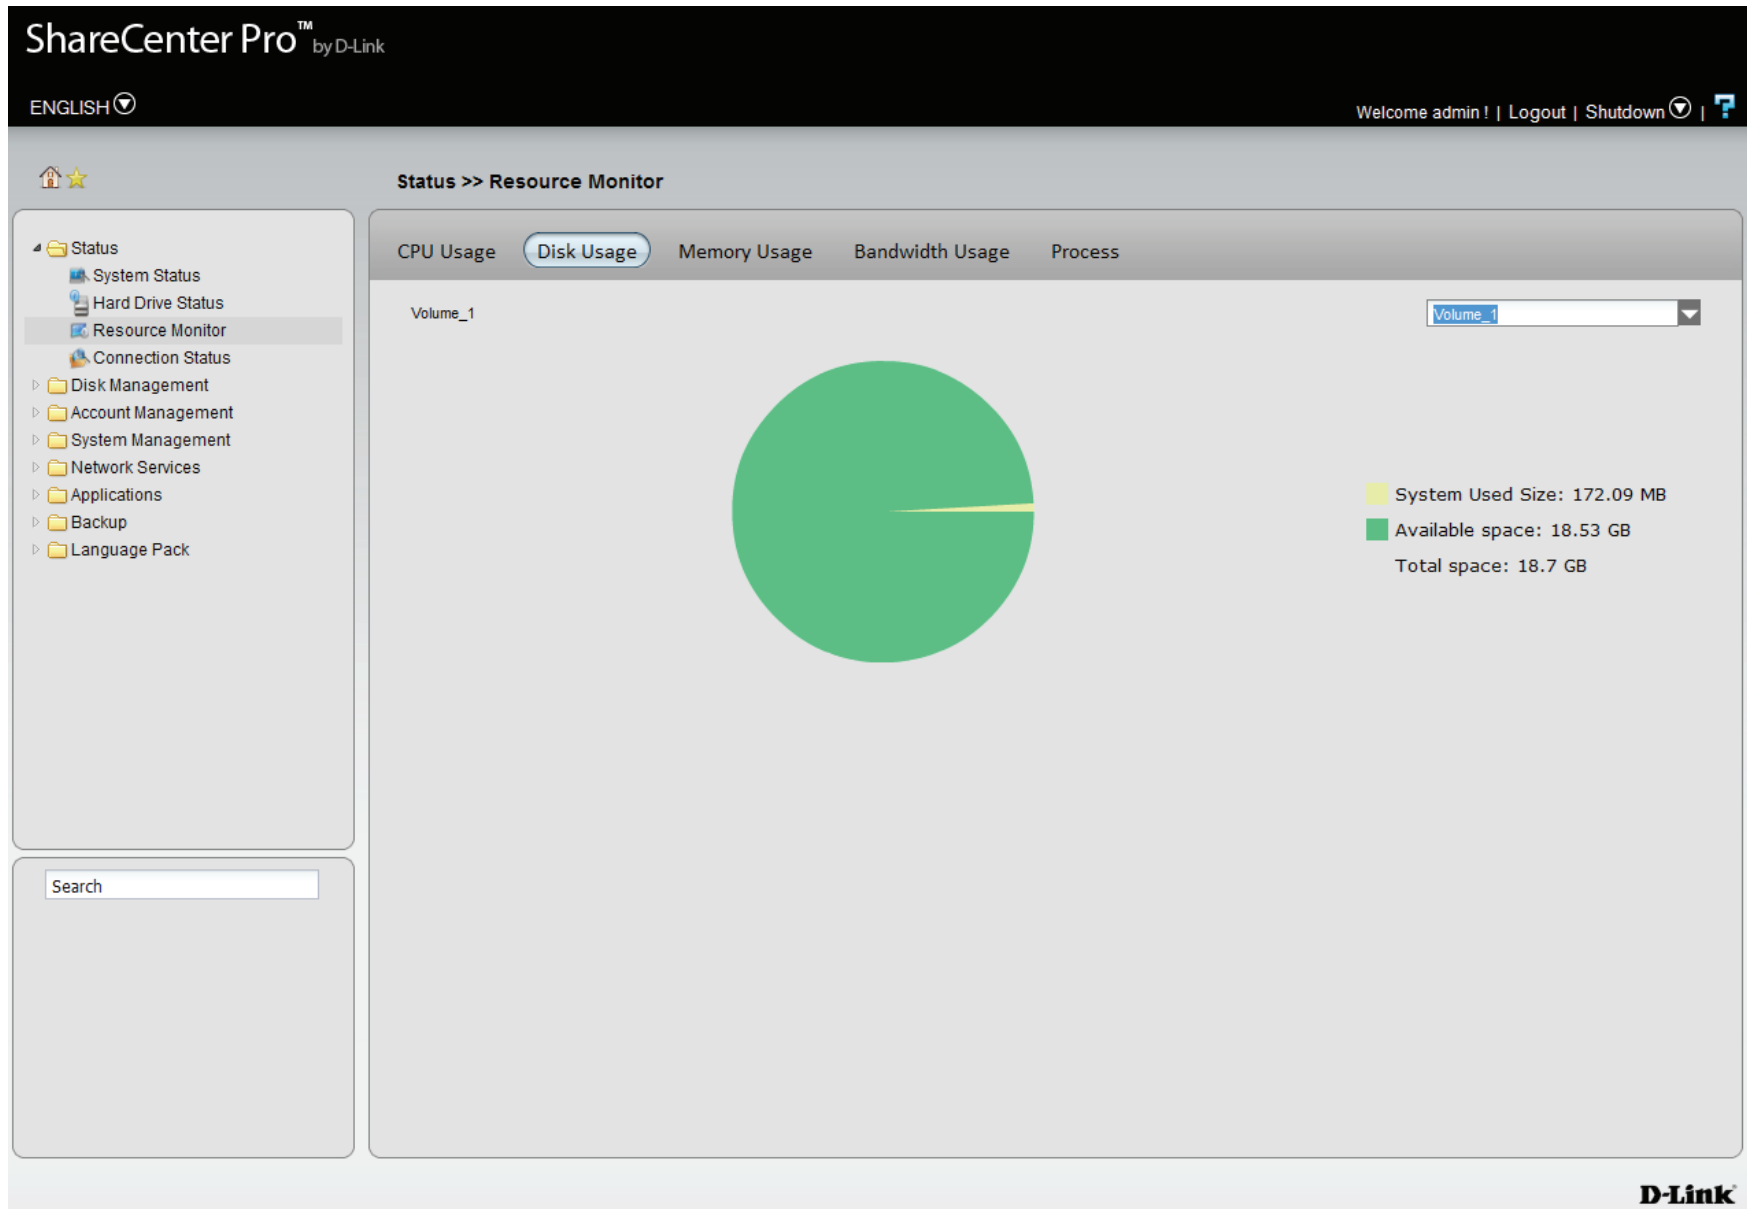 ShareCenter Pro™ by D-Link
ENGLISH
Welcome admin ! | Logout | Shutdown | ?
Status >> Resource Monitor
Status
System Status
Hard Drive Status
Resource Monitor
Connection Status
Disk Management
Account Management
System Management
Network Services
Applications
Backup
Language Pack
Search
CPU Usage Disk Usage Memory Usage Bandwidth Usage Process
Volume_1 Volume_1
System Used Size: 172.09 MB
Available space: 18.53 GB
Total space: 18.7 GB
D-Link